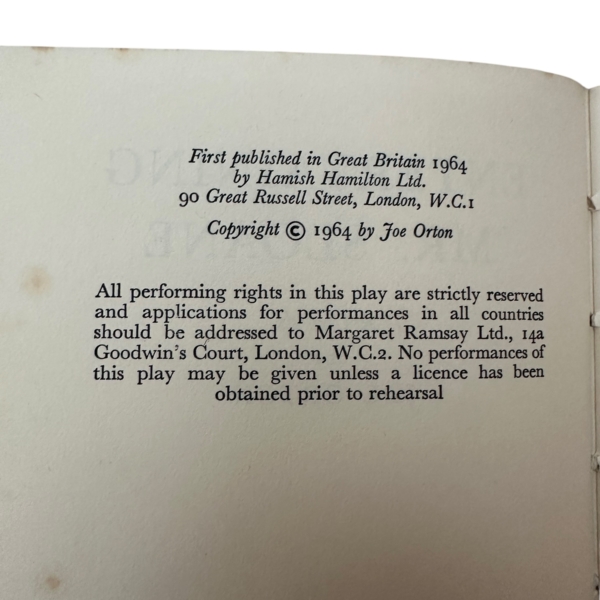 First published in Great Britain 1964
by Hamish Hamilton Ltd.
90 Great Russell Street, London, W.C.1
Copyright © 1964 by Joe Orton
All performing rights in this play are strictly reserved
and applications for performances in all countries
should be addressed to Margaret Ramsay Ltd., 14a
Goodwin's Court, London, W.C.2. No performances of
this play may be given unless a licence has been
obtained prior to rehearsal